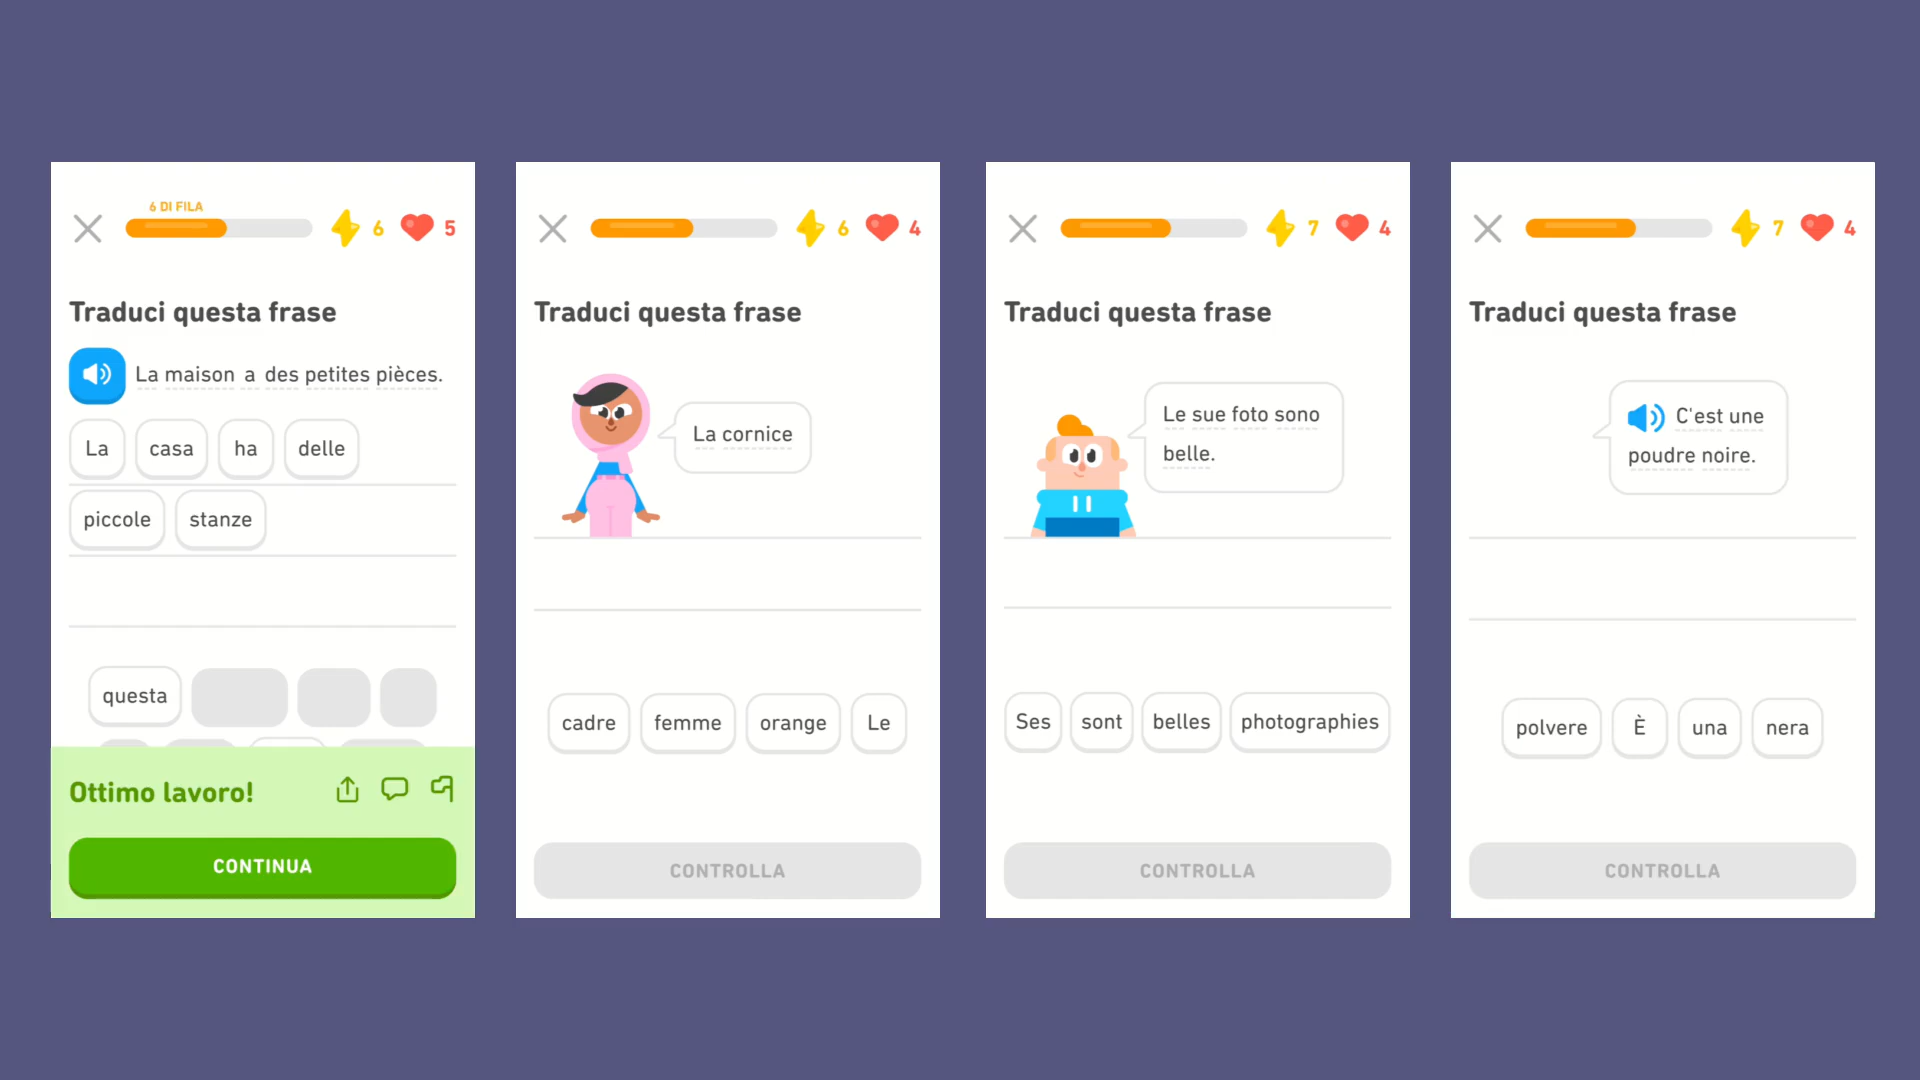 6 DI FILA
6
5
Traduci questa frase
La maison a des petites pièces.
La
casa
ha
delle
piccole
stanze
questa
Ottimo lavoro!
CONTINUA
6
4
Traduci questa frase
La cornice
cadre
femme
orange
Le
CONTROLLA
7
4
Traduci questa frase
Le sue foto sono
belle.
Ses
sont
belles
photographies
CONTROLLA
7
4
Traduci questa frase
C'est une
poudre noire.
polvere
È
una
nera
CONTROLLA